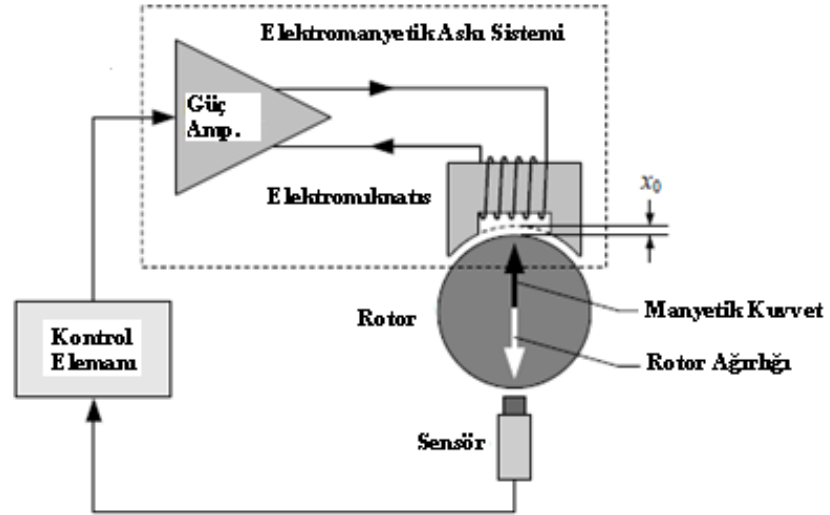 Elektromanyetik Askı Sistemi
Güç
Amp.
Elektromıknatıs
x₀
Rotor
Manyetik Kuvvet
Rotor Ağırlığı
Kontrol
Elemanı
Sensör